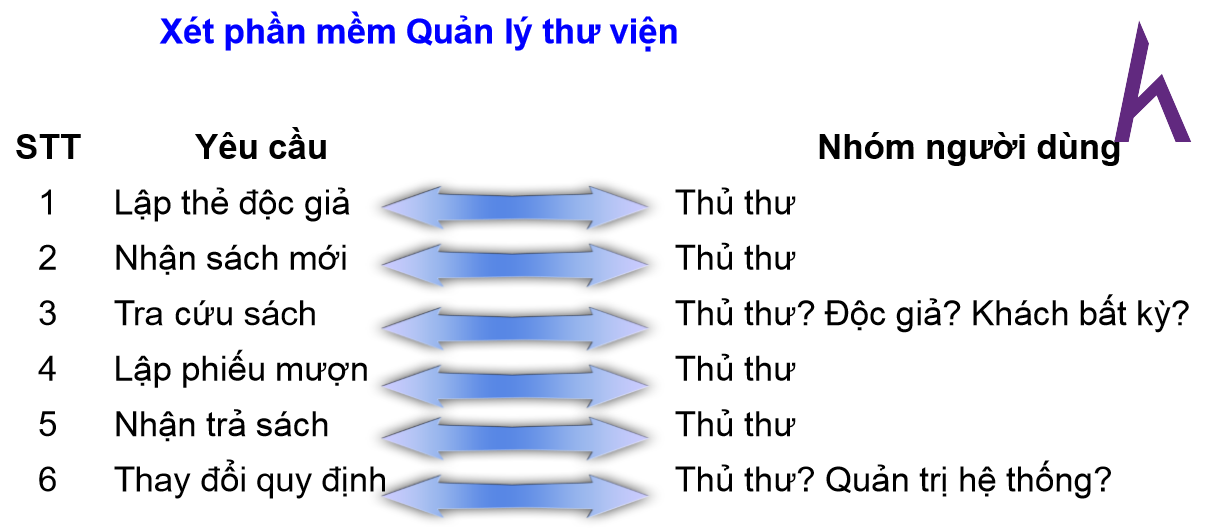 Xét phần mềm Quản lý thư viện
STT Yêu cầu Nhóm người dùng
1 Lập thẻ độc giả Thủ thư
2 Nhận sách mới Thủ thư
3 Tra cứu sách Thủ thư? Độc giả? Khách bất kỳ?
4 Lập phiếu mượn Thủ thư
5 Nhận trả sách Thủ thư
6 Thay đổi quy định Thủ thư? Quản trị hệ thống?